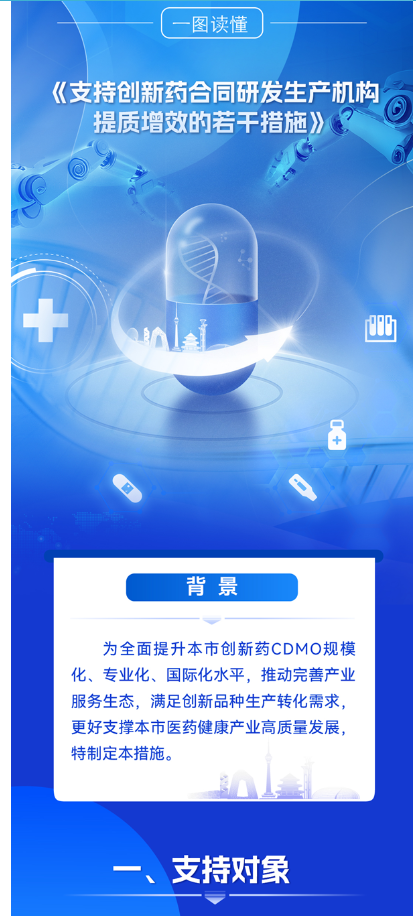 一图读懂
《支持创新药合同研发生产机构
提质增效的若干措施》
背景
为全面提升本市创新药CDMO规模
化、专业化、国际化水平，推动完善产业
服务生态，满足创新品种生产转化需求，
更好支撑本市医药健康产业高质量发展，
特制定本措施。
一、支持对象